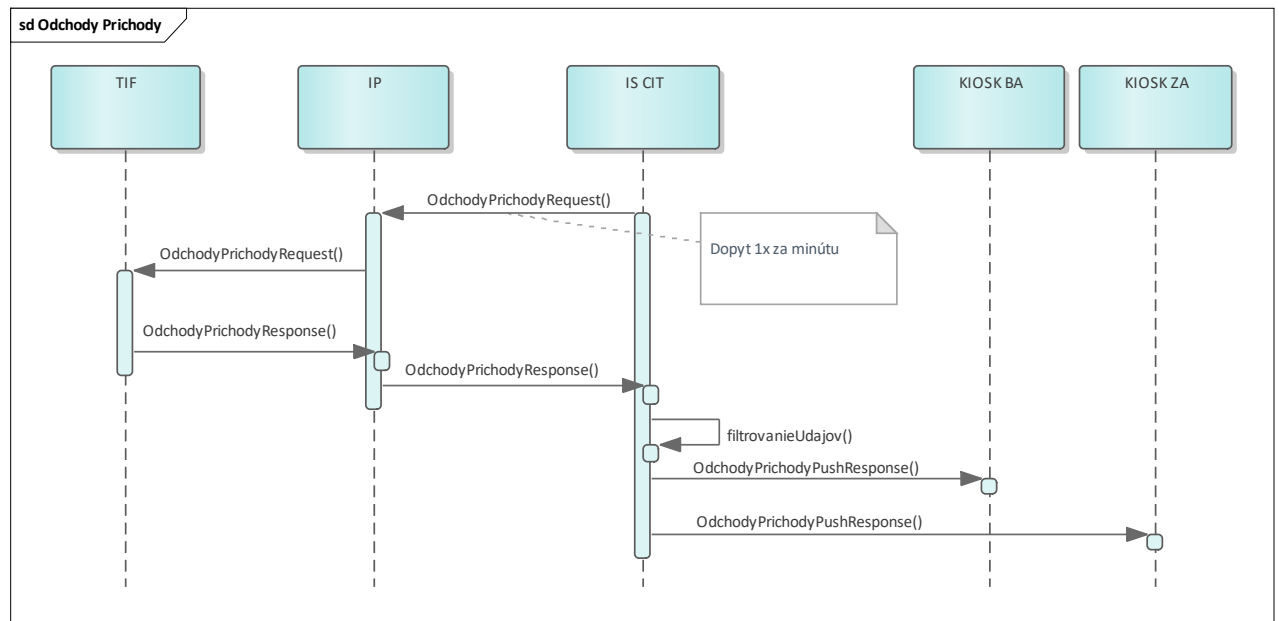 sd Odchody Prichody
TIF
IP
IS CIT
KIOSK BA
KIOSK ZA
OdchodyPrichodyRequest()
Dopyt 1x za minútu
OdchodyPrichodyRequest()
OdchodyPrichodyResponse()
OdchodyPrichodyResponse()
filtrovanieUdajov()
OdchodyPrichodyPushResponse()
OdchodyPrichodyPushResponse()